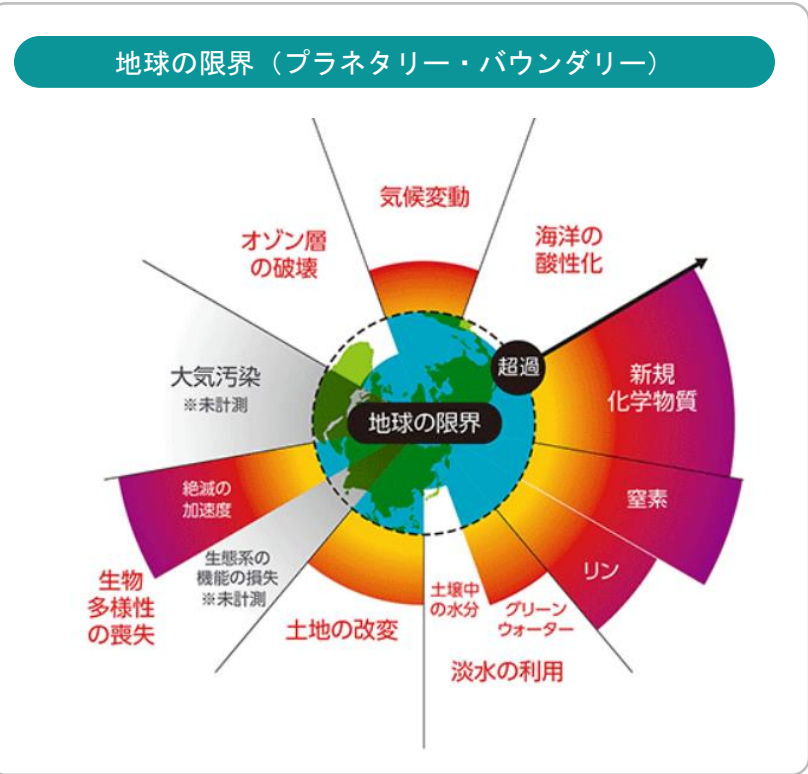 地球の限界（プラネタリー・バウンダリー）
気候変動
オゾン層
の破壊
海洋の
酸性化
大気汚染
※未計測
超過
新規
化学物質
地球の限界
絶滅の
加速度
窒素
生態系の
機能の損失
※未計測
リン
生物
多様性
の喪失
土地の改変
土壌中
の水分
グリーン
ウォーター
淡水の利用